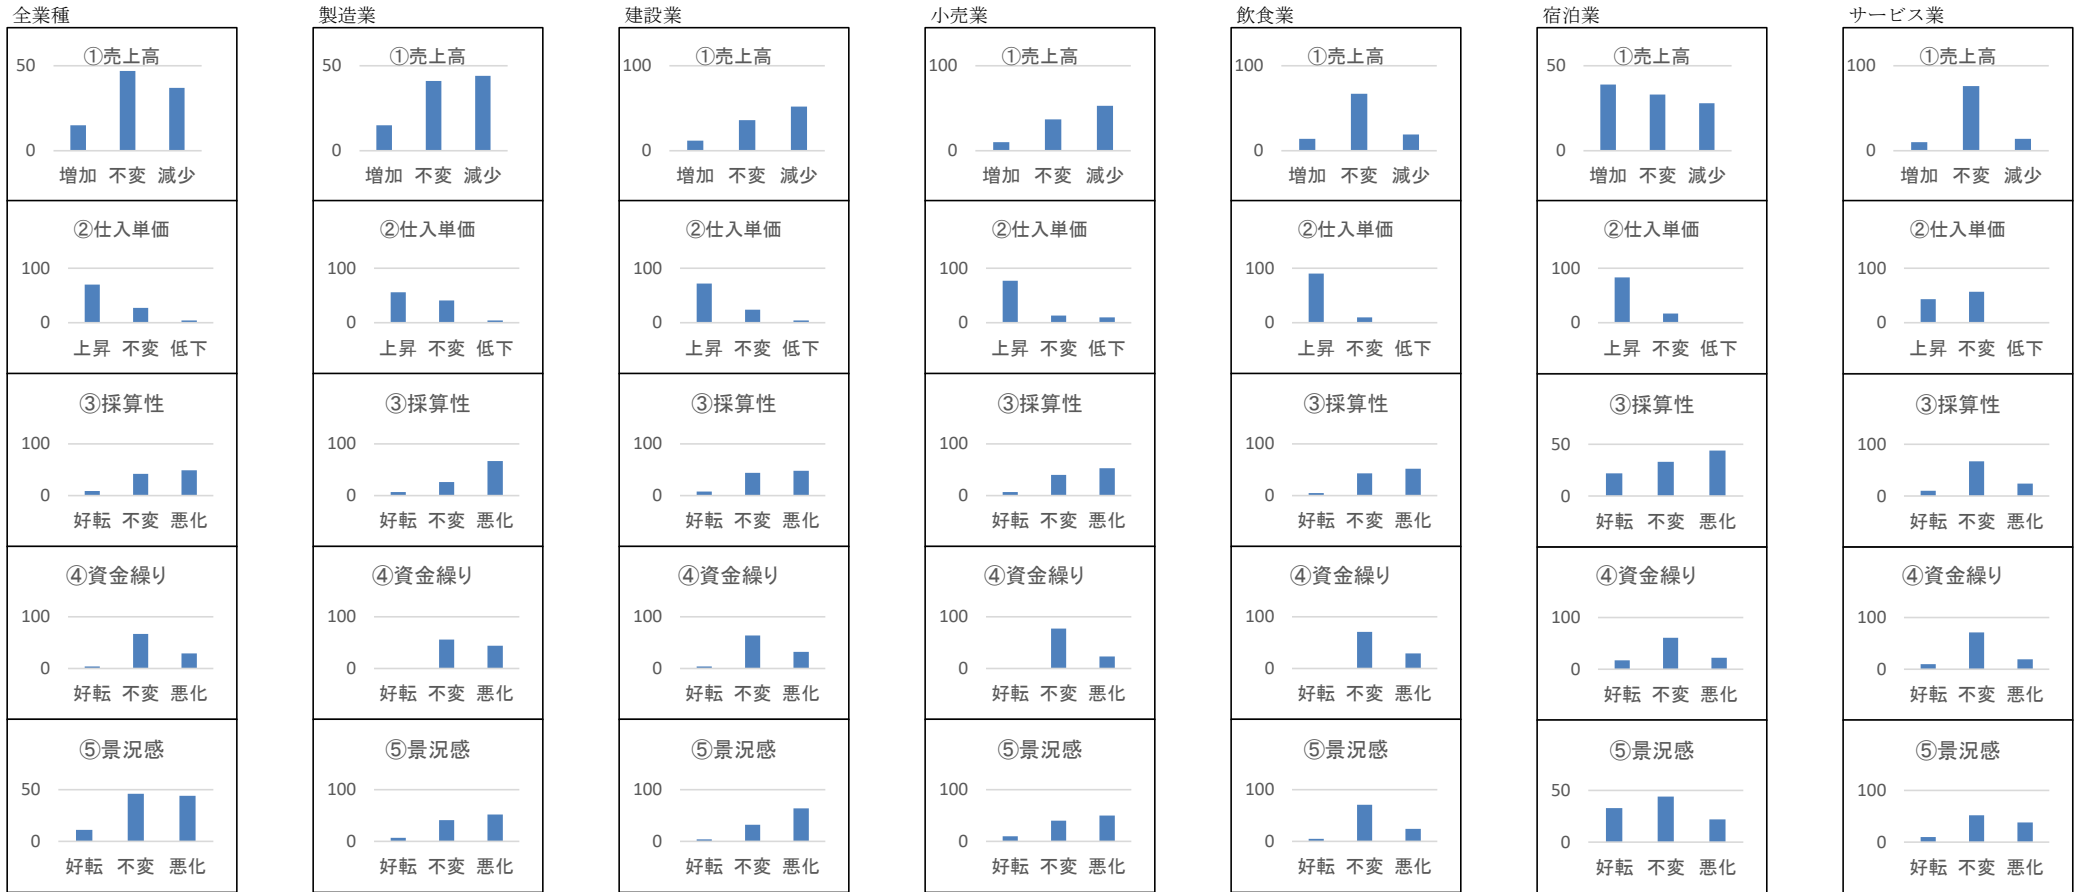 全業種
①売上高
50
0
増加 不変 減少
②仕入単価
100
0
上昇 不変 低下
③採算性
100
0
好転 不変 悪化
④資金繰り
100
0
好転 不変 悪化
⑤景況感
50
0
好転 不変 悪化
製造業
①売上高
50
0
増加 不変 減少
②仕入単価
100
0
上昇 不変 低下
③採算性
100
0
好転 不変 悪化
④資金繰り
100
0
好転 不変 悪化
⑤景況感
100
0
好転 不変 悪化
建設業
①売上高
100
0
増加 不変 減少
②仕入単価
100
0
上昇 不変 低下
③採算性
100
0
好転 不変 悪化
④資金繰り
100
0
好転 不変 悪化
⑤景況感
100
0
好転 不変 悪化
小売業
①売上高
100
0
増加 不変 減少
②仕入単価
100
0
上昇 不変 低下
③採算性
100
0
好転 不変 悪化
④資金繰り
100
0
好転 不変 悪化
⑤景況感
100
0
好転 不変 悪化
飲食業
①売上高
100
0
増加 不変 減少
②仕入単価
100
0
上昇 不変 低下
③採算性
100
0
好転 不変 悪化
④資金繰り
100
0
好転 不変 悪化
⑤景況感
100
0
好転 不変 悪化
宿泊業
①売上高
50
0
増加 不変 減少
②仕入単価
100
0
上昇 不変 低下
③採算性
50
0
好転 不変 悪化
④資金繰り
100
0
好転 不変 悪化
⑤景況感
50
0
好転 不変 悪化
サービス業
①売上高
100
0
増加 不変 減少
②仕入単価
100
0
上昇 不変 低下
③採算性
100
0
好転 不変 悪化
④資金繰り
100
0
好転 不変 悪化
⑤景況感
100
0
好転 不変 悪化